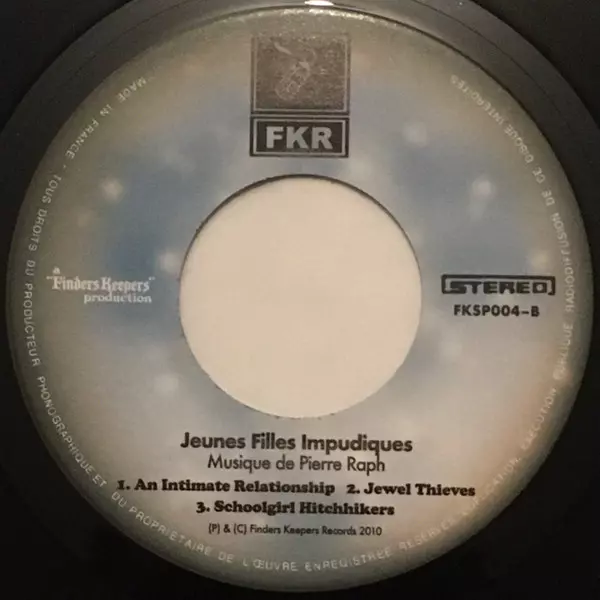 FKR
a
"Finders Keepers"
production
STEREO
FKSP004-B
Jeunes Filles Impudiques
Musique de Pierre Raph
1. An Intimate Relationship 2. Jewel Thieves
3. Schoolgirl Hitchhikers
(P) & (C) Finders Keepers Records 2010
MADE IN FRANCE · TOUS DROITS DU PRODUCTEUR PHONOGRAPHIQUE ET DU PROPRIETAIRE DE L'ŒUVRE ENREGISTREE RESERVES EXECUTION PUBLIQUE RADIODIFFUSION DE CE DISQUE INTERDITES